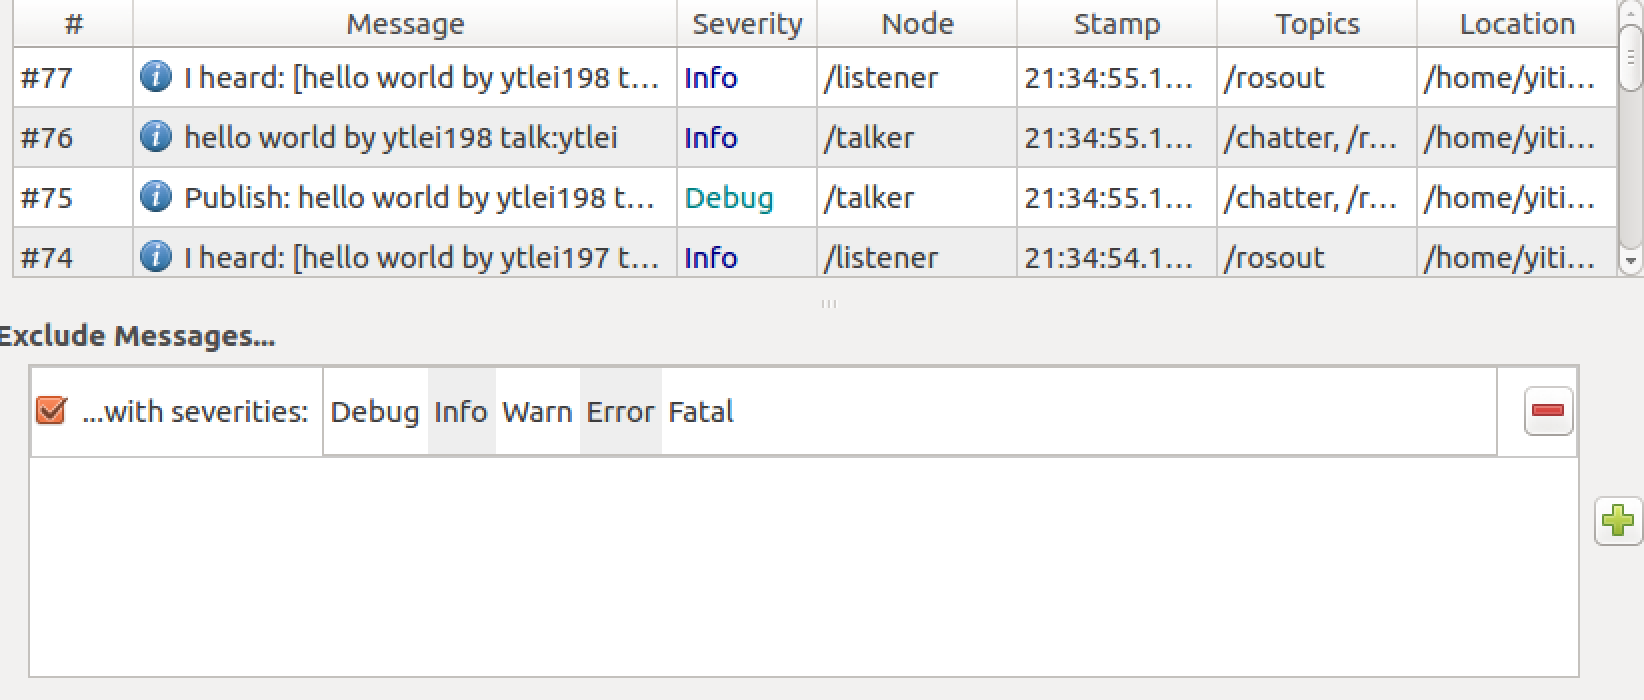 # Message Severity Node Stamp Topics Location
#77 I heard: [hello world by ytlei198 t... Info /listener 21:34:55.1... /rosout /home/yiti...
#76 hello world by ytlei198 talk:ytlei Info /talker 21:34:55.1... /chatter, /r... /home/yiti...
#75 Publish: hello world by ytlei198 t... Debug /talker 21:34:55.1... /chatter, /r... /home/yiti...
#74 I heard: [hello world by ytlei197 t... Info /listener 21:34:54.1... /rosout /home/yiti...
Exclude Messages...
...with severities: Debug Info Warn Error Fatal